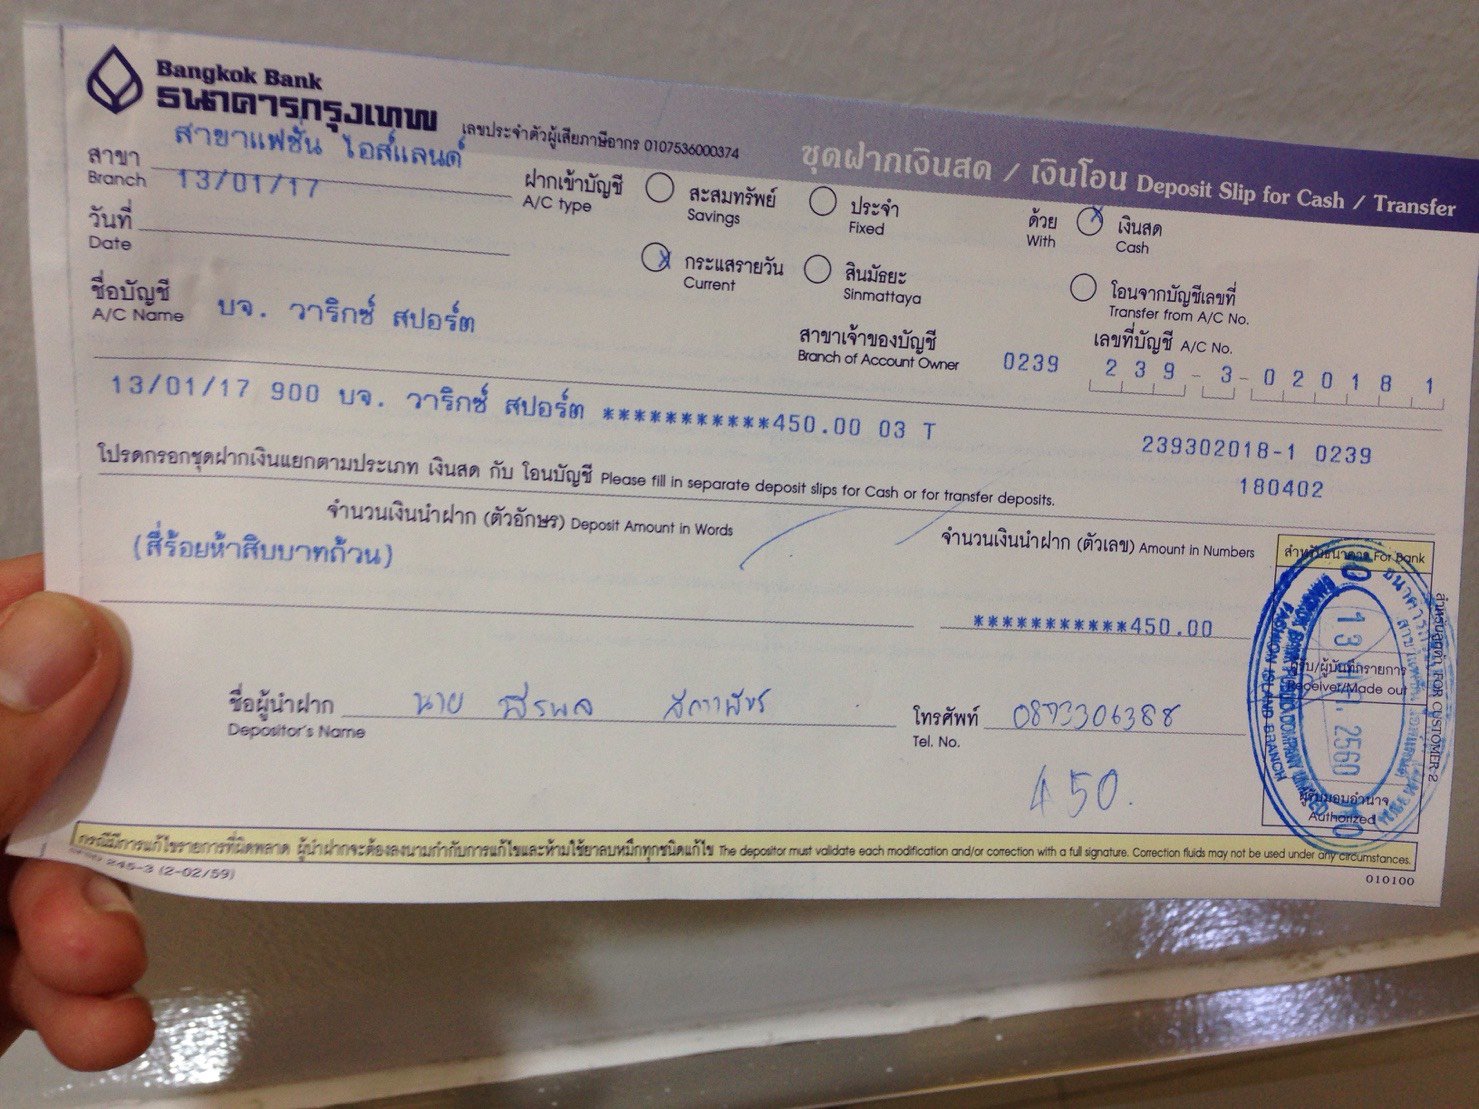 Bangkok Bank
ธนาคารกรุงเทพ
เลขประจำตัวผู้เสียภาษีอากร 0107536000374
ชุดฝากเงินสด / เงินโอน Deposit Slip for Cash / Transfer
สาขา สาขาแฟชั่น ไอส์แลนด์
Branch
13/01/17
วันที่
Date
ฝากเข้าบัญชี
A/C type
สะสมทรัพย์
Savings
ประจำ
Fixed
กระแสรายวัน
Current
สินมัธยะ
Sinmattaya
ด้วย
With
เงินสด
Cash
โอนจากบัญชีเลขที่
Transfer from A/C No.
ชื่อบัญชี บจ. วาริกซ์ สปอร์ต
A/C Name
สาขาเจ้าของบัญชี
Branch of Account Owner 0239
เลขที่บัญชี A/C No.
239-3-02018 1
13/01/17 900 บจ. วาริกซ์ สปอร์ต ***********450.00 03 T
239302018-1 0239
180402
โปรดกรอกชุดฝากเงินแยกตามประเภท เงินสด กับ โอนบัญชี Please fill in separate deposit slips for Cash or for transfer deposits.
จำนวนเงินนำฝาก (ตัวอักษร) Deposit Amount in Words
(สี่ร้อยห้าสิบบาทถ้วน)
จำนวนเงินนำฝาก (ตัวเลข) Amount in Numbers
***********450.00
สำหรับธนาคาร For Bank
ผู้รับ/ผู้บันทึกรายการ
Receiver/Made out
ผู้รับมอบอำนาจ
Authorized
FOR CUSTOMER 2
10
13 2560
FASHION ISLAND BRANCH
ชื่อผู้นำฝาก นาย พีรพล
Depositor's Name
โทรศัพท์ 0873306388
Tel. No.
450.
กรณีมีการแก้ไขรายการที่ผิดพลาด ผู้นำฝากจะต้องลงนามกำกับการแก้ไขและห้ามใช้ยาลบหมึกทุกชนิดแก้ไข The depositor must validate each modification and/or correction with a full signature. Correction fluids may not be used under any circumstances.
245-3 (2-02/59)
010100